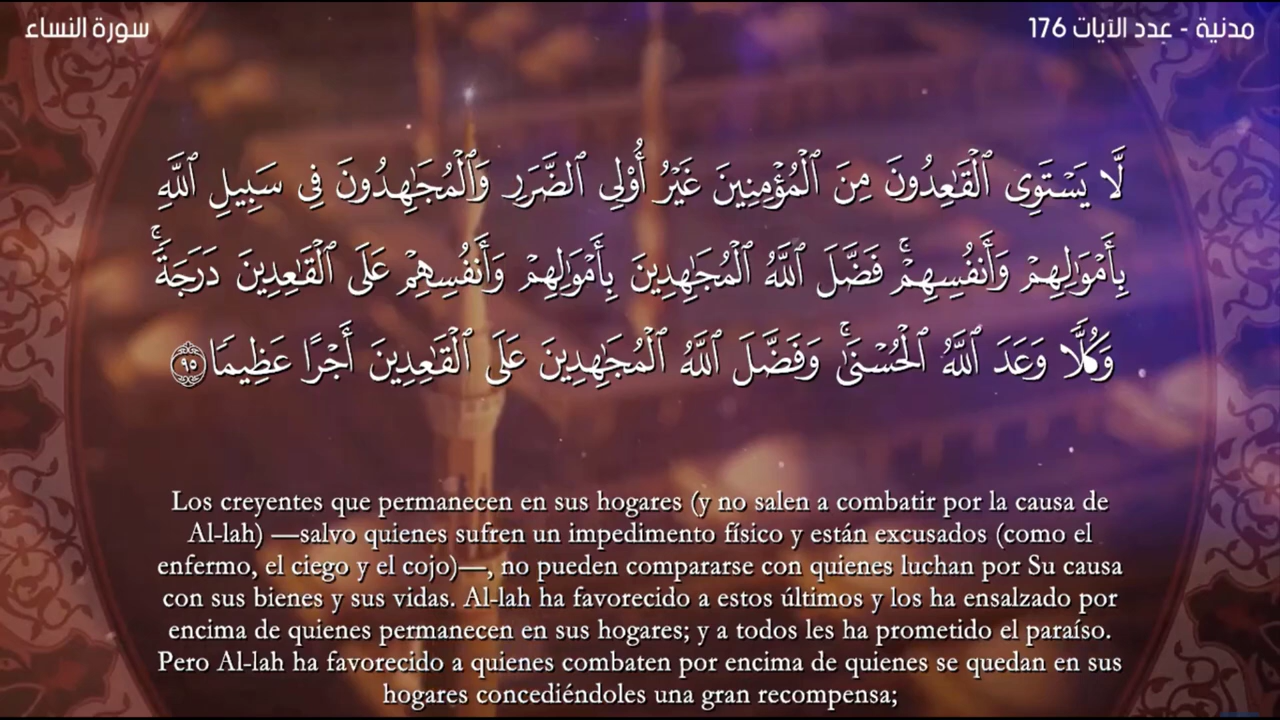 سورة النساء
مدنية - عدد الآيات 176
لَّا يَسْتَوِى ٱلْقَـٰعِدُونَ مِنَ ٱلْمُؤْمِنِينَ غَيْرُ أُو۟لِى ٱلضَّرَرِ وَٱلْمُجَـٰهِدُونَ فِى سَبِيلِ ٱللَّهِ
بِأَمْوَٰلِهِمْ وَأَنفُسِهِمْ ۚ فَضَّلَ ٱللَّهُ ٱلْمُجَـٰهِدِينَ بِأَمْوَٰلِهِمْ وَأَنفُسِهِمْ عَلَى ٱلْقَـٰعِدِينَ دَرَجَةً ۚ
وَكُلًّا وَعَدَ ٱللَّهُ ٱلْحُسْنَىٰ ۚ وَفَضَّلَ ٱللَّهُ ٱلْمُجَـٰهِدِينَ عَلَى ٱلْقَـٰعِدِينَ أَجْرًا عَظِيمًا ٩٥
Los creyentes que permanecen en sus hogares (y no salen a combatir por la causa de
Al-lah) —salvo quienes sufren un impedimento físico y están excusados (como el
enfermo, el ciego y el cojo)—, no pueden compararse con quienes luchan por Su causa
con sus bienes y sus vidas. Al-lah ha favorecido a estos últimos y los ha ensalzado por
encima de quienes permanecen en sus hogares; y a todos les ha prometido el paraíso.
Pero Al-lah ha favorecido a quienes combaten por encima de quienes se quedan en sus
hogares concediéndoles una gran recompensa;